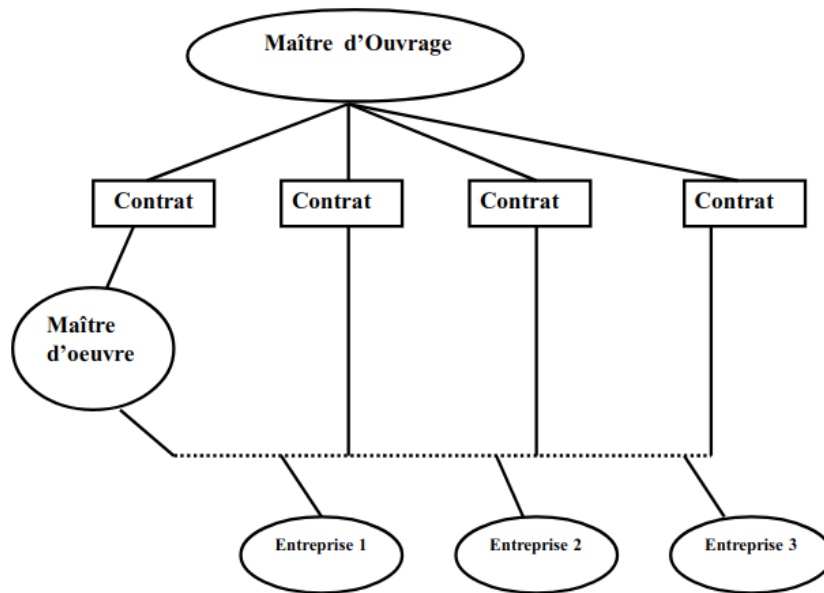 Maître d'Ouvrage
Contrat
Contrat
Contrat
Contrat
Maître
d'oeuvre
Entreprise 1
Entreprise 2
Entreprise 3